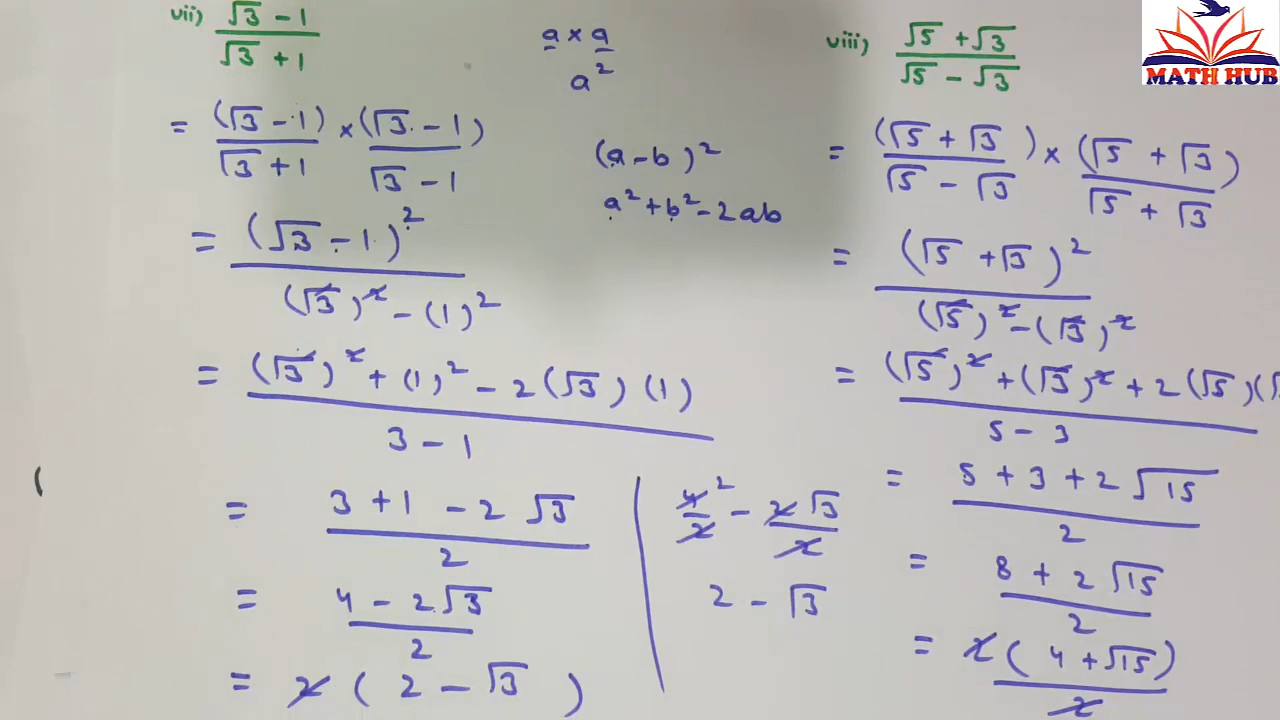 vii) (√3 - 1)/(√3 + 1)
= (√3 - 1)/(√3 + 1) × (√3 - 1)/(√3 - 1)
= (√3 - 1)²/((√3)² - (1)²)
= ((√3)² + (1)² - 2(√3)(1))/(3 - 1)
= (3 + 1 - 2√3)/2
= (4 - 2√3)/2
= 2(2 - √3)
a × a
a²
(a - b)²
a² + b² - 2ab
4²/2 - 2√3/2
2 - √3
viii) (√5 + √3)/(√5 - √3)
= (√5 + √3)/(√5 - √3) × (√5 + √3)/(√5 + √3)
= (√5 + √3)²/((√5)² - (√3)²)
= ((√5)² + (√3)² + 2(√5)(√
5 - 3
= (5 + 3 + 2√15)/2
= (8 + 2√15)/2
= 2(4 + √15)/2
MATH HUB